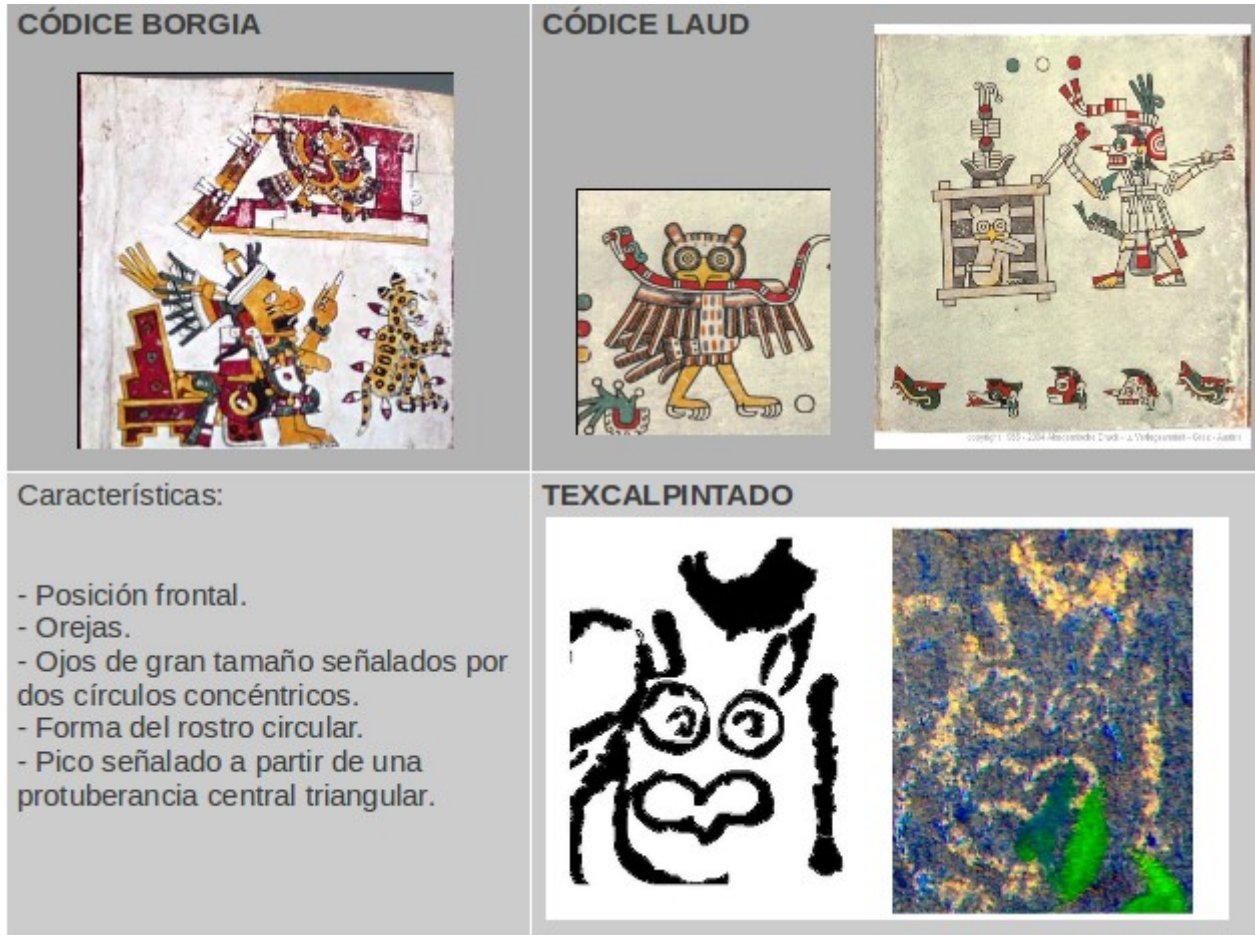 CÓDICE BORGIA
CÓDICE LAUD
Características:
- Posición frontal.
- Orejas.
- Ojos de gran tamaño señalados por
dos círculos concéntricos.
- Forma del rostro circular.
- Pico señalado a partir de una
protuberancia central triangular.
TEXCALPINTADO